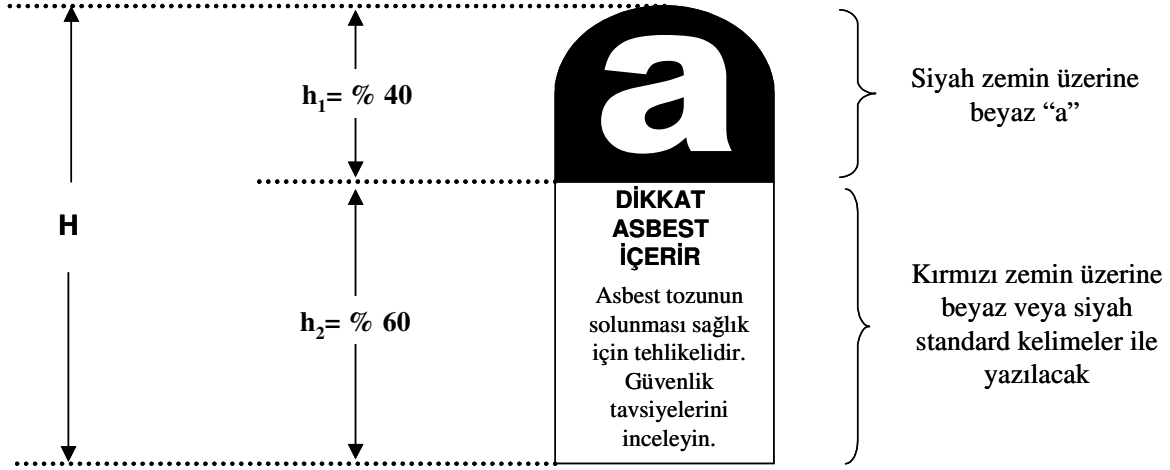 h1= % 40
H
h2= % 60
a
DİKKAT
ASBEST
İÇERİR
Asbest tozunun
solunması sağlık
için tehlikelidir.
Güvenlik
tavsiyelerini
inceleyin.
Siyah zemin üzerine
beyaz “a”
Kırmızı zemin üzerine
beyaz veya siyah
standard kelimeler ile
yazılacak